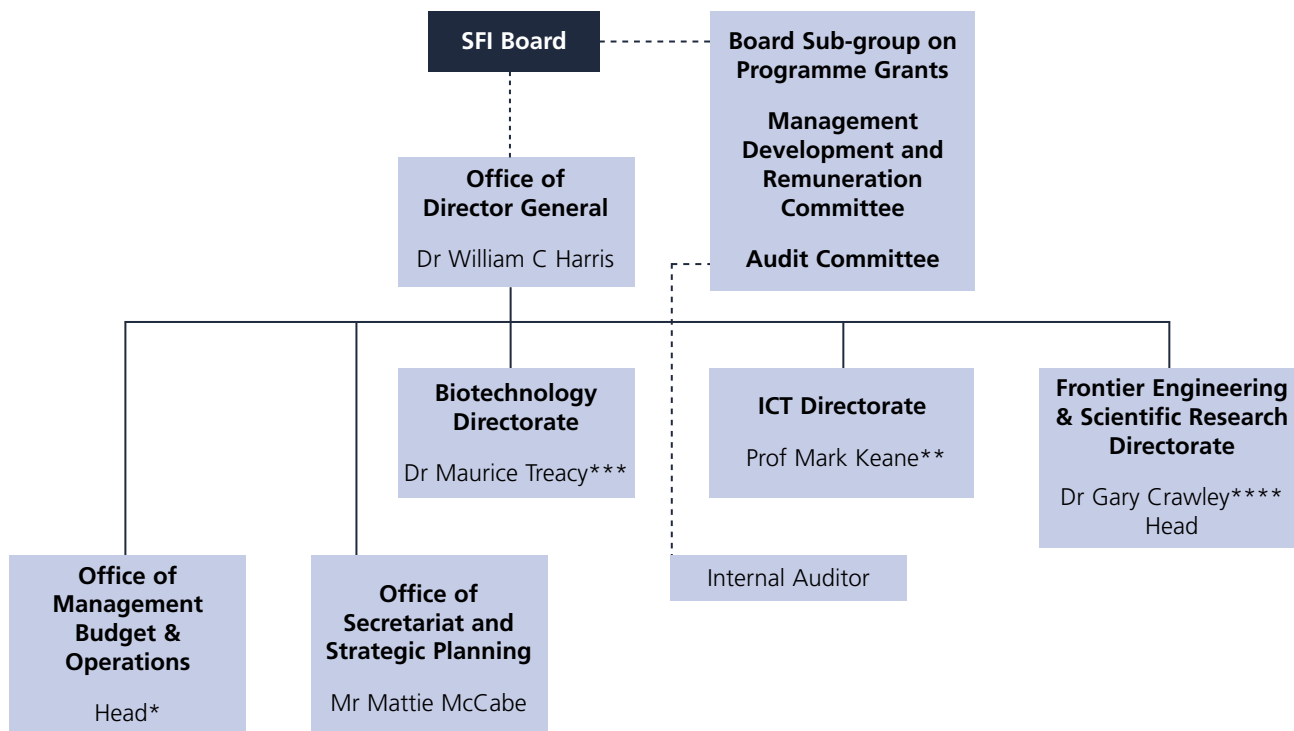 SFI Board
Board Sub-group on
Programme Grants
Management
Development and
Remuneration
Committee
Audit Committee
Office of
Director General
Dr William C Harris
Biotechnology
Directorate
Dr Maurice Treacy***
ICT Directorate
Prof Mark Keane**
Frontier Engineering
& Scientific Research
Directorate
Dr Gary Crawley****
Head
Office of
Management
Budget &
Operations
Head*
Office of
Secretariat and
Strategic Planning
Mr Mattie McCabe
Internal Auditor